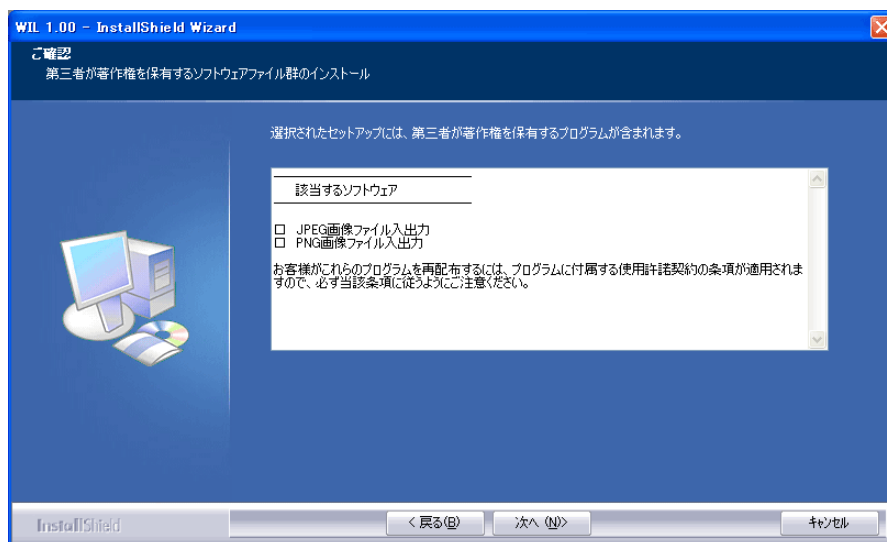 WIL 1.00 - InstallShield Wizard
ご確認
第三者が著作権を保有するソフトウェアファイル群のインストール
選択されたセットアップには、第三者が著作権を保有するプログラムが含まれます。
該当するソフトウェア
□ JPEG画像ファイル入出力
□ PNG画像ファイル入出力
お客様がこれらのプログラムを再配布するには、プログラムに付属する使用許諾契約の条項が適用されま
すので、必ず当該条項に従うようにご注意ください。
InstallShield
< 戻る(B)
次へ (N)>
キャンセル